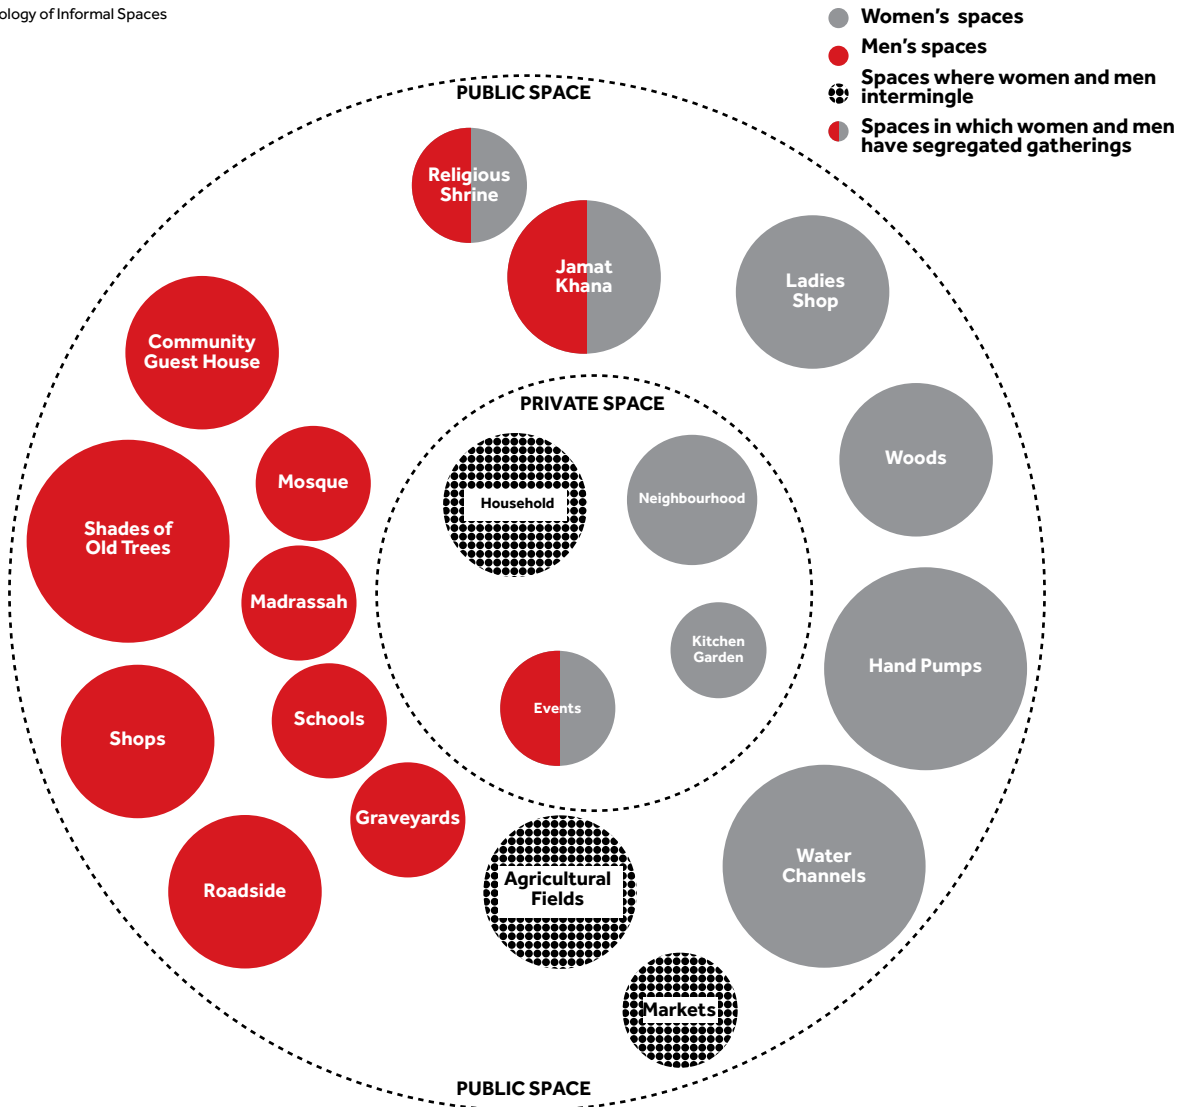 ology of Informal Spaces
Women's spaces
Men's spaces
Spaces where women and men
intermingle
Spaces in which women and men
have segregated gatherings
PUBLIC SPACE
Religious
Shrine
Jamat
Khana
Ladies
Shop
Community
Guest House
PRIVATE SPACE
Woods
Mosque
Household
Neighbourhood
Shades of
Old Trees
Madrassah
Kitchen
Garden
Hand Pumps
Schools
Events
Shops
Graveyards
Water
Channels
Agricultural
Fields
Roadside
Markets
PUBLIC SPACE